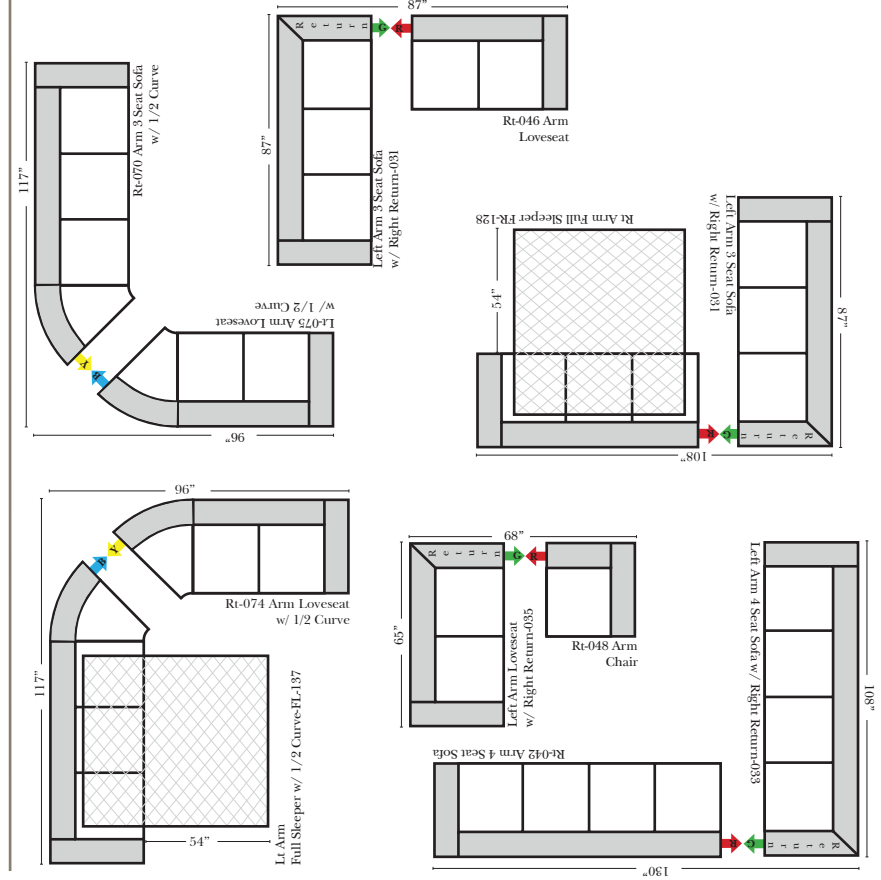 87”
Return
G R
87”
Rt-046 Arm
Loveseat
Left Arm 3 Seat Sofa
w/ Right Return-031
117”
Rt-070 Arm 3 Seat Sofa
w/ 1/2 Curve
Lt-075 Arm Loveseat
w/ 1/2 Curve
Y
B
96”
Rt Arm Full Sleeper FR-128
54”
Left Arm 3 Seat Sofa
w/ Right Return-031
87”
R G
Return
108”
96”
117”
B Y
Rt-074 Arm Loveseat
w/ 1/2 Curve
54”
Lt Arm
Full Sleeper w/ 1/2 Curve-FL-137
68”
Return
G R
65”
Left Arm Loveseat
w/ Right Return-035
Rt-048 Arm
Chair
Rt-042 Arm 4 Seat Sofa
Left Arm 4 Seat Sofa w/ Right Return-033
108”
R G
Return
130”